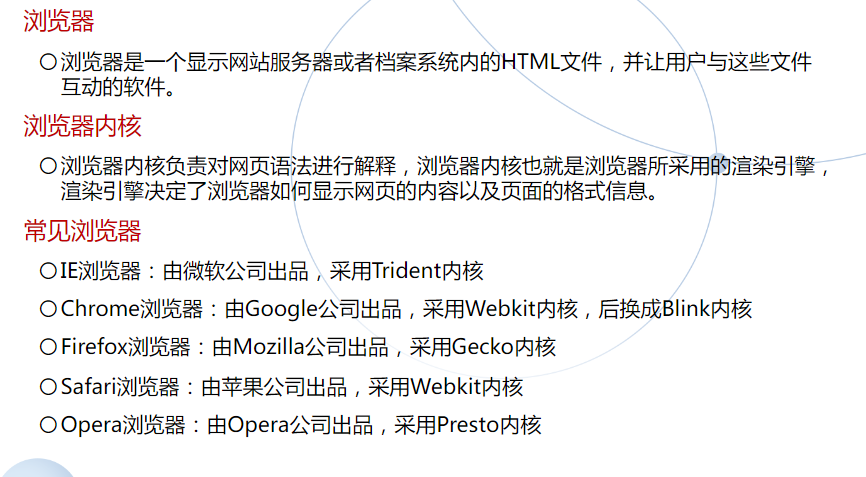 浏览器
浏览器是一个显示网站服务器或者档案系统内的HTML文件，并让用户与这些文件
互动的软件。
浏览器内核
浏览器内核负责对网页语法进行解释，浏览器内核也就是浏览器所采用的渲染引擎，
渲染引擎决定了浏览器如何显示网页的内容以及页面的格式信息。
常见浏览器
IE浏览器：由微软公司出品，采用Trident内核
Chrome浏览器：由Google公司出品，采用Webkit内核，后换成Blink内核
Firefox浏览器：由Mozilla公司出品，采用Gecko内核
Safari浏览器：由苹果公司出品，采用Webkit内核
Opera浏览器：由Opera公司出品，采用Presto内核